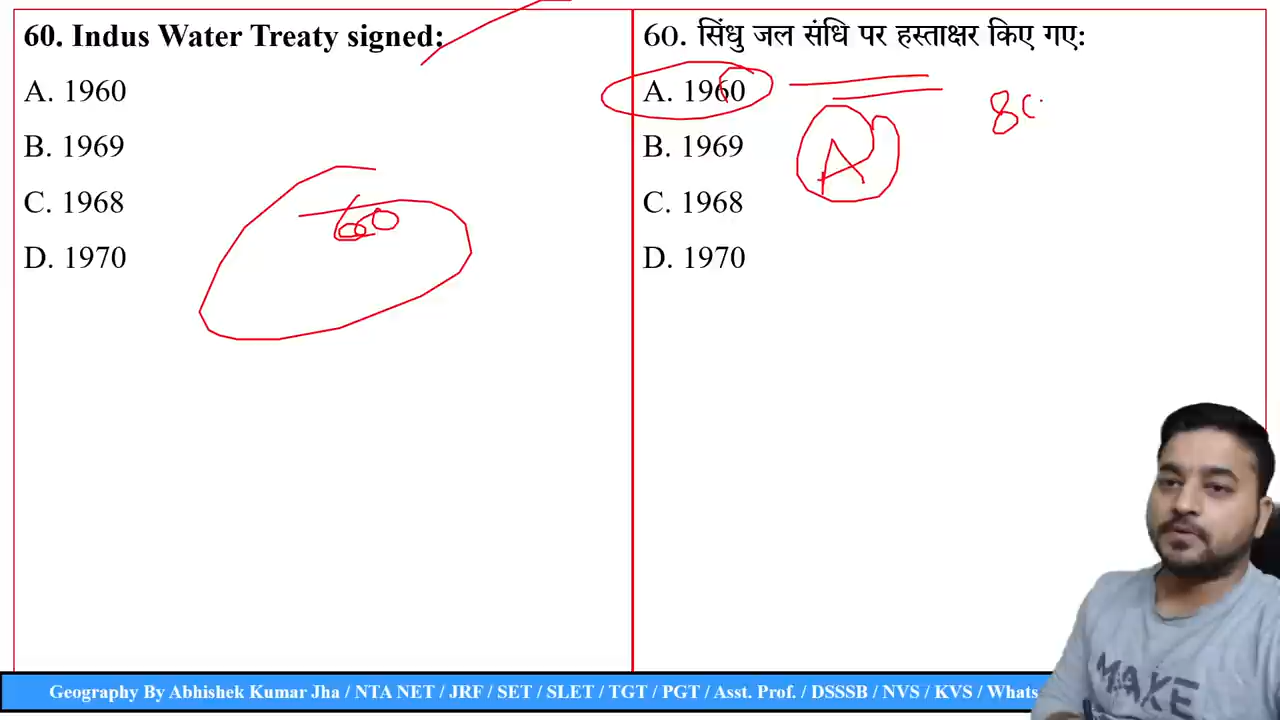 60. Indus Water Treaty signed:
A. 1960
B. 1969
C. 1968
D. 1970
60
60. सिंधु जल संधि पर हस्ताक्षर किए गए:
A. 1960
B. 1969
C. 1968
D. 1970
A
8
Geography By Abhishek Kumar Jha / NTA NET / JRF / SET / SLET / TGT / PGT / Asst. Prof. / DSSSB / NVS / KVS / Whats
MAKE